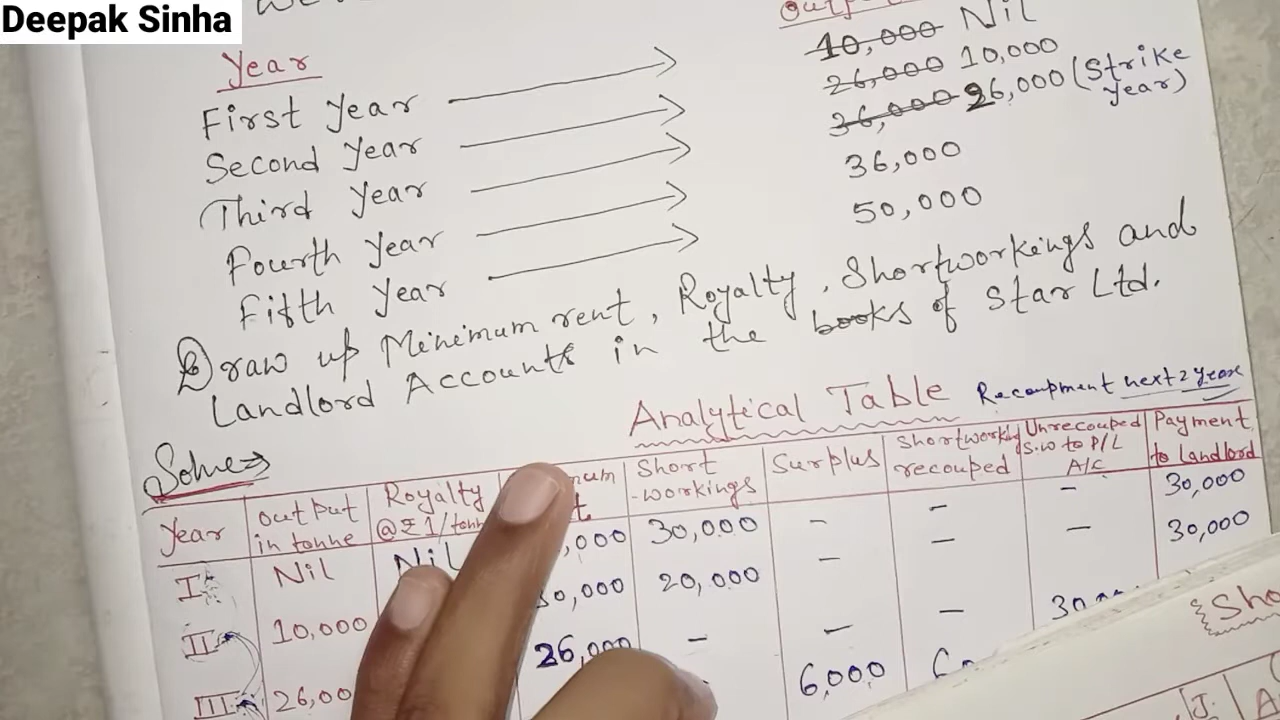 Deepak Sinha
Year
First Year 10,000 Nil
Second Year 26,000 10,000
Third Year 36,000 26,000 (Strike year)
Fourth Year 36,000
Fifth Year 50,000
Draw up Minimum rent, Royalty, Shortworkings and
Landlord Accounts in the books of Star Ltd.
Solve⇒
Analytical Table Recoupment next 2 years
Year output in tonne Royalty @ ₹ 1/tonn Short-workings Surplus Shortworking recouped Unrecouped S.W to P/L A/C Payment to Landlord
I Nil Nil 30,000 - - - 30,000
II 10,000 30,000 20,000 - - - 30,000
III 26,00 26,000 - - -
6,000